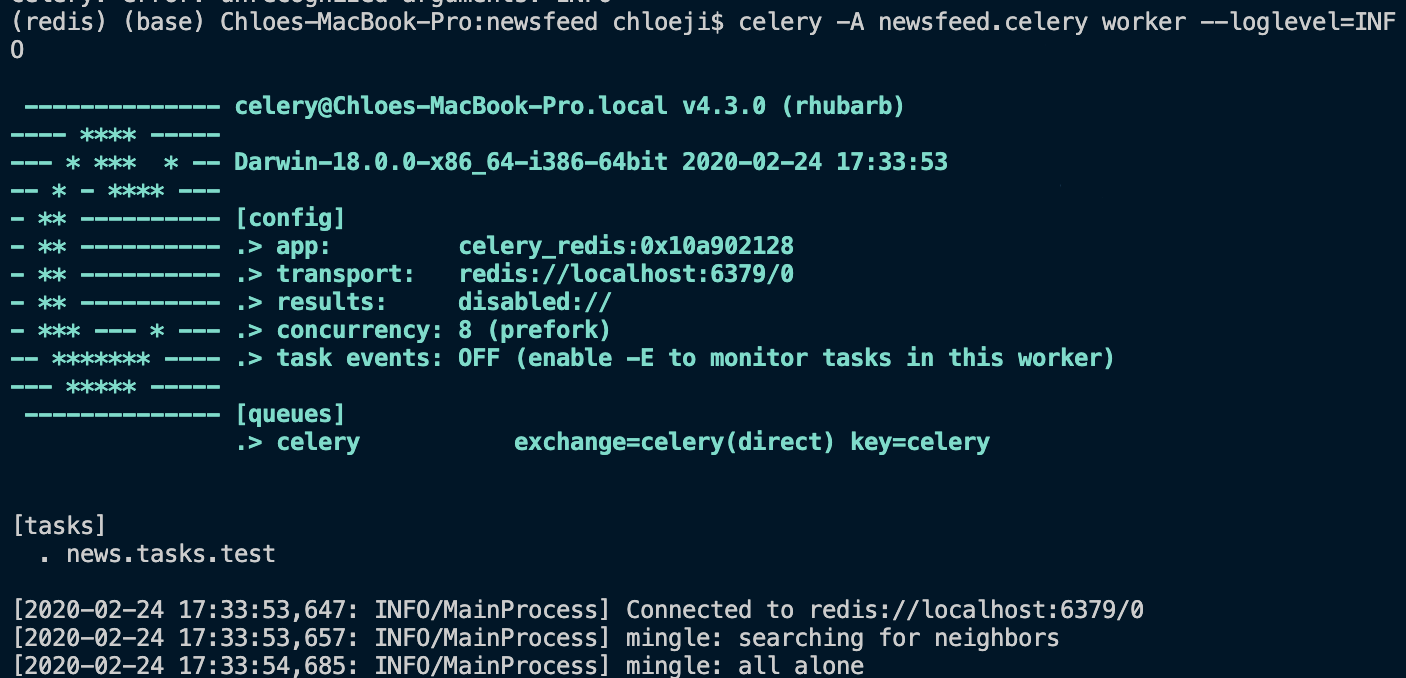 celery: error: unrecognized arguments: INFO
(redis) (base) Chloes-MacBook-Pro:newsfeed chloeji$ celery -A newsfeed.celery worker --loglevel=INF
O
 -------------- celery@Chloes-MacBook-Pro.local v4.3.0 (rhubarb)
---- **** -----
--- * ***  * -- Darwin-18.0.0-x86_64-i386-64bit 2020-02-24 17:33:53
-- * - **** ---
- ** ---------- [config]
- ** ---------- .> app:         celery_redis:0x10a902128
- ** ---------- .> transport:   redis://localhost:6379/0
- ** ---------- .> results:     disabled://
- *** --- * --- .> concurrency: 8 (prefork)
-- ******* ---- .> task events: OFF (enable -E to monitor tasks in this worker)
--- ***** -----
 -------------- [queues]
                .> celery           exchange=celery(direct) key=celery
[tasks]
  . news.tasks.test
[2020-02-24 17:33:53,647: INFO/MainProcess] Connected to redis://localhost:6379/0
[2020-02-24 17:33:53,657: INFO/MainProcess] mingle: searching for neighbors
[2020-02-24 17:33:54,685: INFO/MainProcess] mingle: all alone